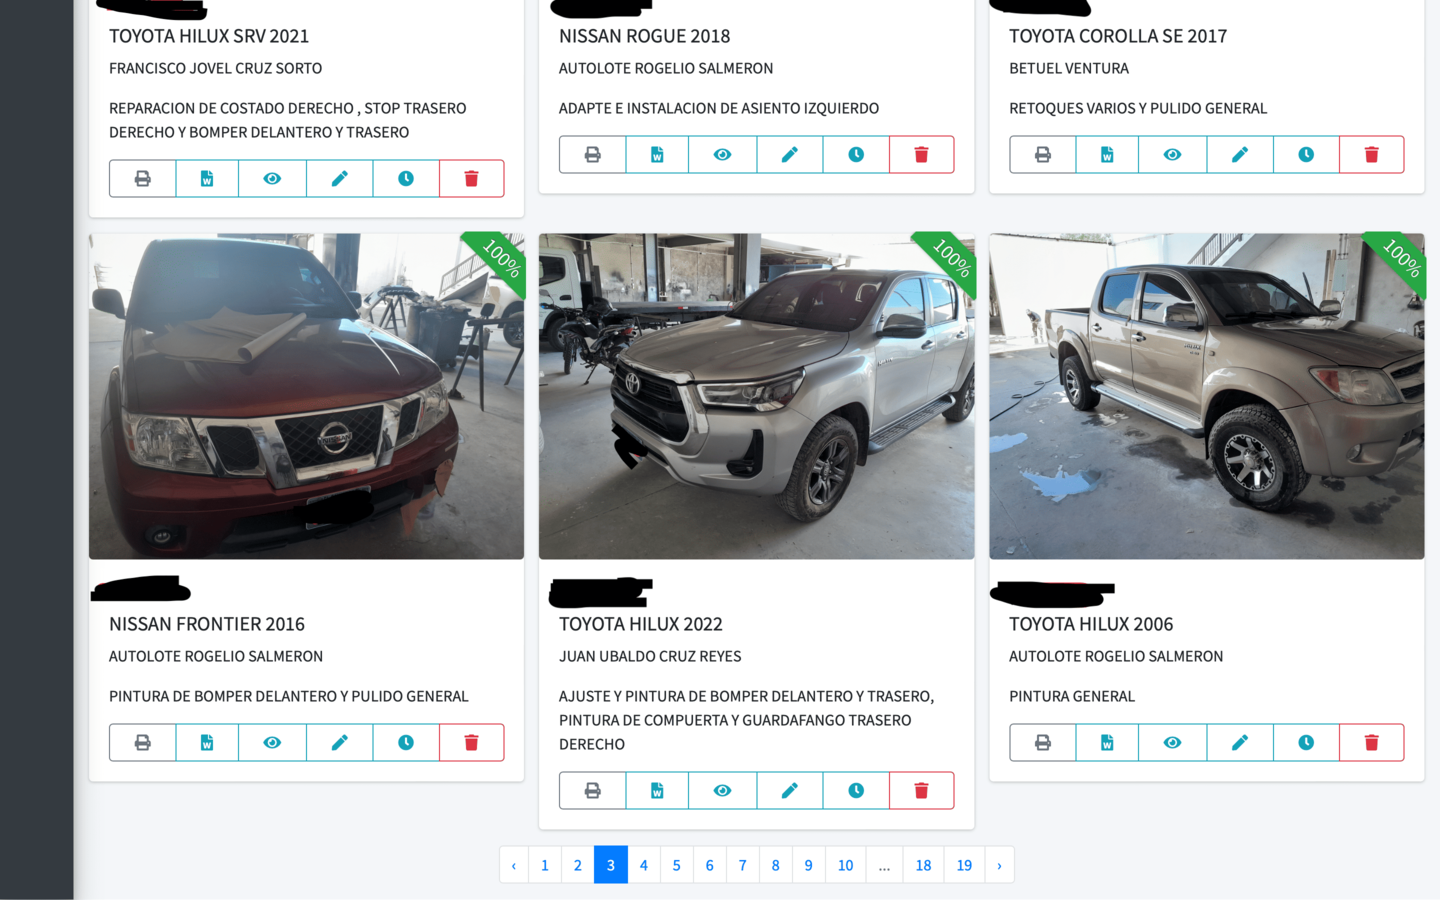 TOYOTA HILUX SRV 2021
FRANCISCO JOVEL CRUZ SORTO
REPARACION DE COSTADO DERECHO , STOP TRASERO
DERECHO Y BOMPER DELANTERO Y TRASERO
NISSAN ROGUE 2018
AUTOLOTE ROGELIO SALMERON
ADAPTE E INSTALACION DE ASIENTO IZQUIERDO
TOYOTA COROLLA SE 2017
BETUEL VENTURA
RETOQUES VARIOS Y PULIDO GENERAL
100%
NISSAN
NISSAN FRONTIER 2016
AUTOLOTE ROGELIO SALMERON
PINTURA DE BOMPER DELANTERO Y PULIDO GENERAL
100%
TOYOTA HILUX 2022
JUAN UBALDO CRUZ REYES
AJUSTE Y PINTURA DE BOMPER DELANTERO Y TRASERO,
PINTURA DE COMPUERTA Y GUARDAFANGO TRASERO
DERECHO
100%
TOYOTA HILUX 2006
AUTOLOTE ROGELIO SALMERON
PINTURA GENERAL
‹ 1 2 3 4 5 6 7 8 9 10 ... 18 19 ›